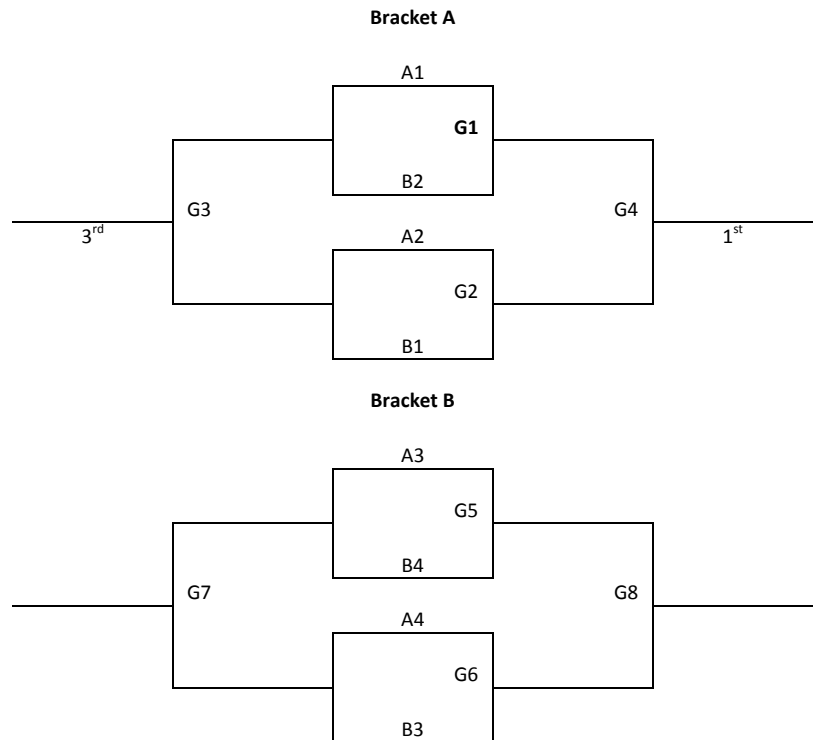 Bracket A
A1
G1
B2
G3
G4
3rd
A2
1st
G2
B1
Bracket B
A3
G5
B4
G7
G8
A4
G6
B3